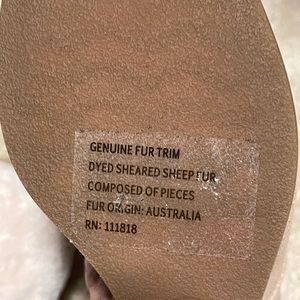 GENUINE FUR TRIM
DYED SHEARED SHEEP FUR
COMPOSED OF PIECES
FUR ORIGIN: AUSTRALIA
RN: 111818